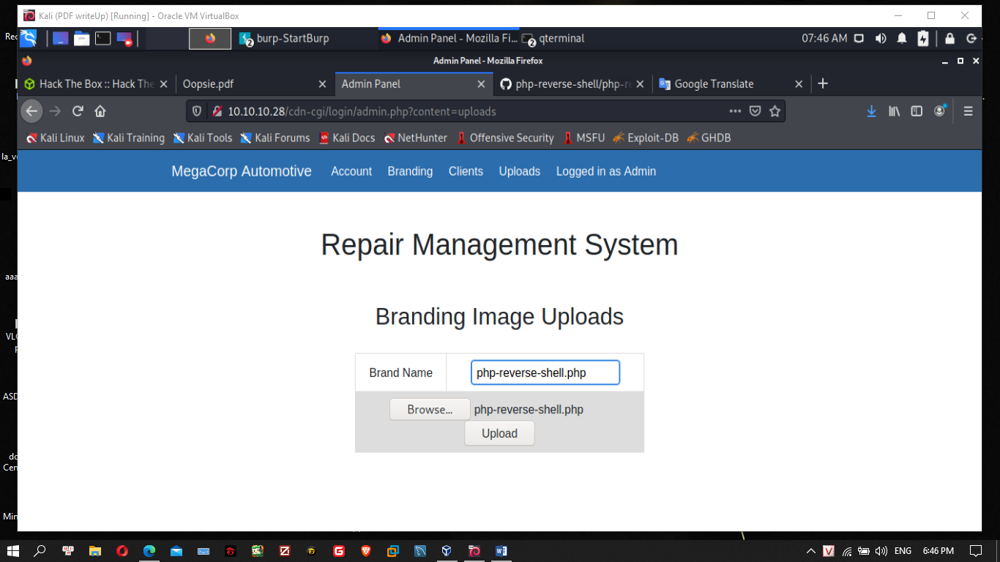 Kali (PDF writeUp) [Running] - Oracle VM VirtualBox
2 burp-StartBurp Admin Panel - Mozilla Fi... 2 qterminal 07:46 AM
Admin Panel - Mozilla Firefox
Hack The Box :: Hack The Oopsie.pdf Admin Panel php-reverse-shell/php-re Google Translate
10.10.10.28/cdn-cgi/login/admin.php?content=uploads
Kali Linux Kali Training Kali Tools Kali Forums Kali Docs NetHunter Offensive Security MSFU Exploit-DB GHDB
MegaCorp Automotive Account Branding Clients Uploads Logged in as Admin
Repair Management System
Branding Image Uploads
Brand Name php-reverse-shell.php
Browse... php-reverse-shell.php
Upload
Rec
la_v
aaa
VLC
ASD
Cen
Min
ENG 6:46 PM